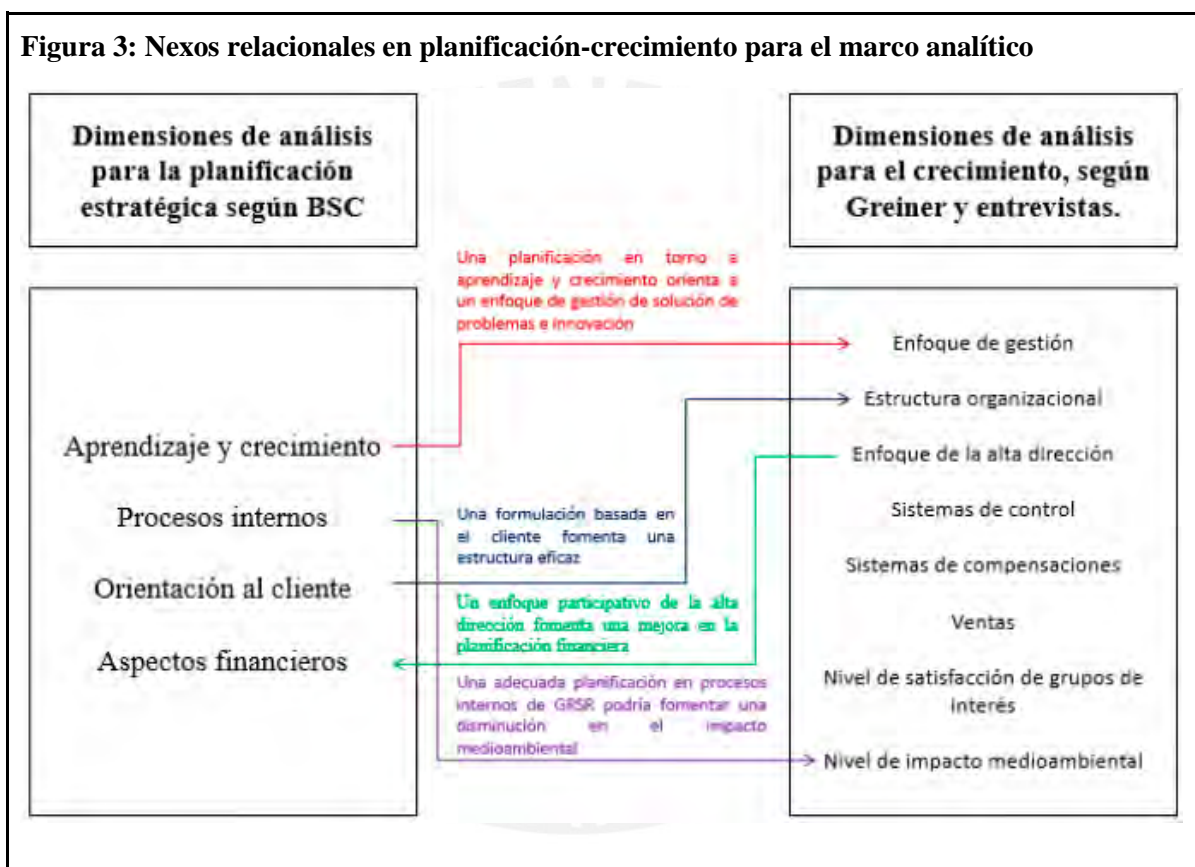 Figura 3: Nexos relacionales en planificación-crecimiento para el marco analítico
Dimensiones de análisis
para la planificación
estratégica según BSC
Dimensiones de análisis
para el crecimiento, según
Greiner y entrevistas.
Una planificación en torno a
aprendizaje y crecimiento orienta a
un enfoque de gestión de solución de
problemas e innovación
Aprendizaje y crecimiento
Procesos internos
Orientación al cliente
Aspectos financieros
Una formulación basada en
el cliente fomenta una
estructura eficaz
Un enfoque participativo de la alta
dirección fomenta una mejora en la
planificación financiera
Una adecuada planificación en procesos
internos de GRSR podría fomentar una
disminución en el impacto
medioambiental
Enfoque de gestión
Estructura organizacional
Enfoque de la alta dirección
Sistemas de control
Sistemas de compensaciones
Ventas
Nivel de satisfacción de grupos de
interés
Nivel de impacto medioambiental